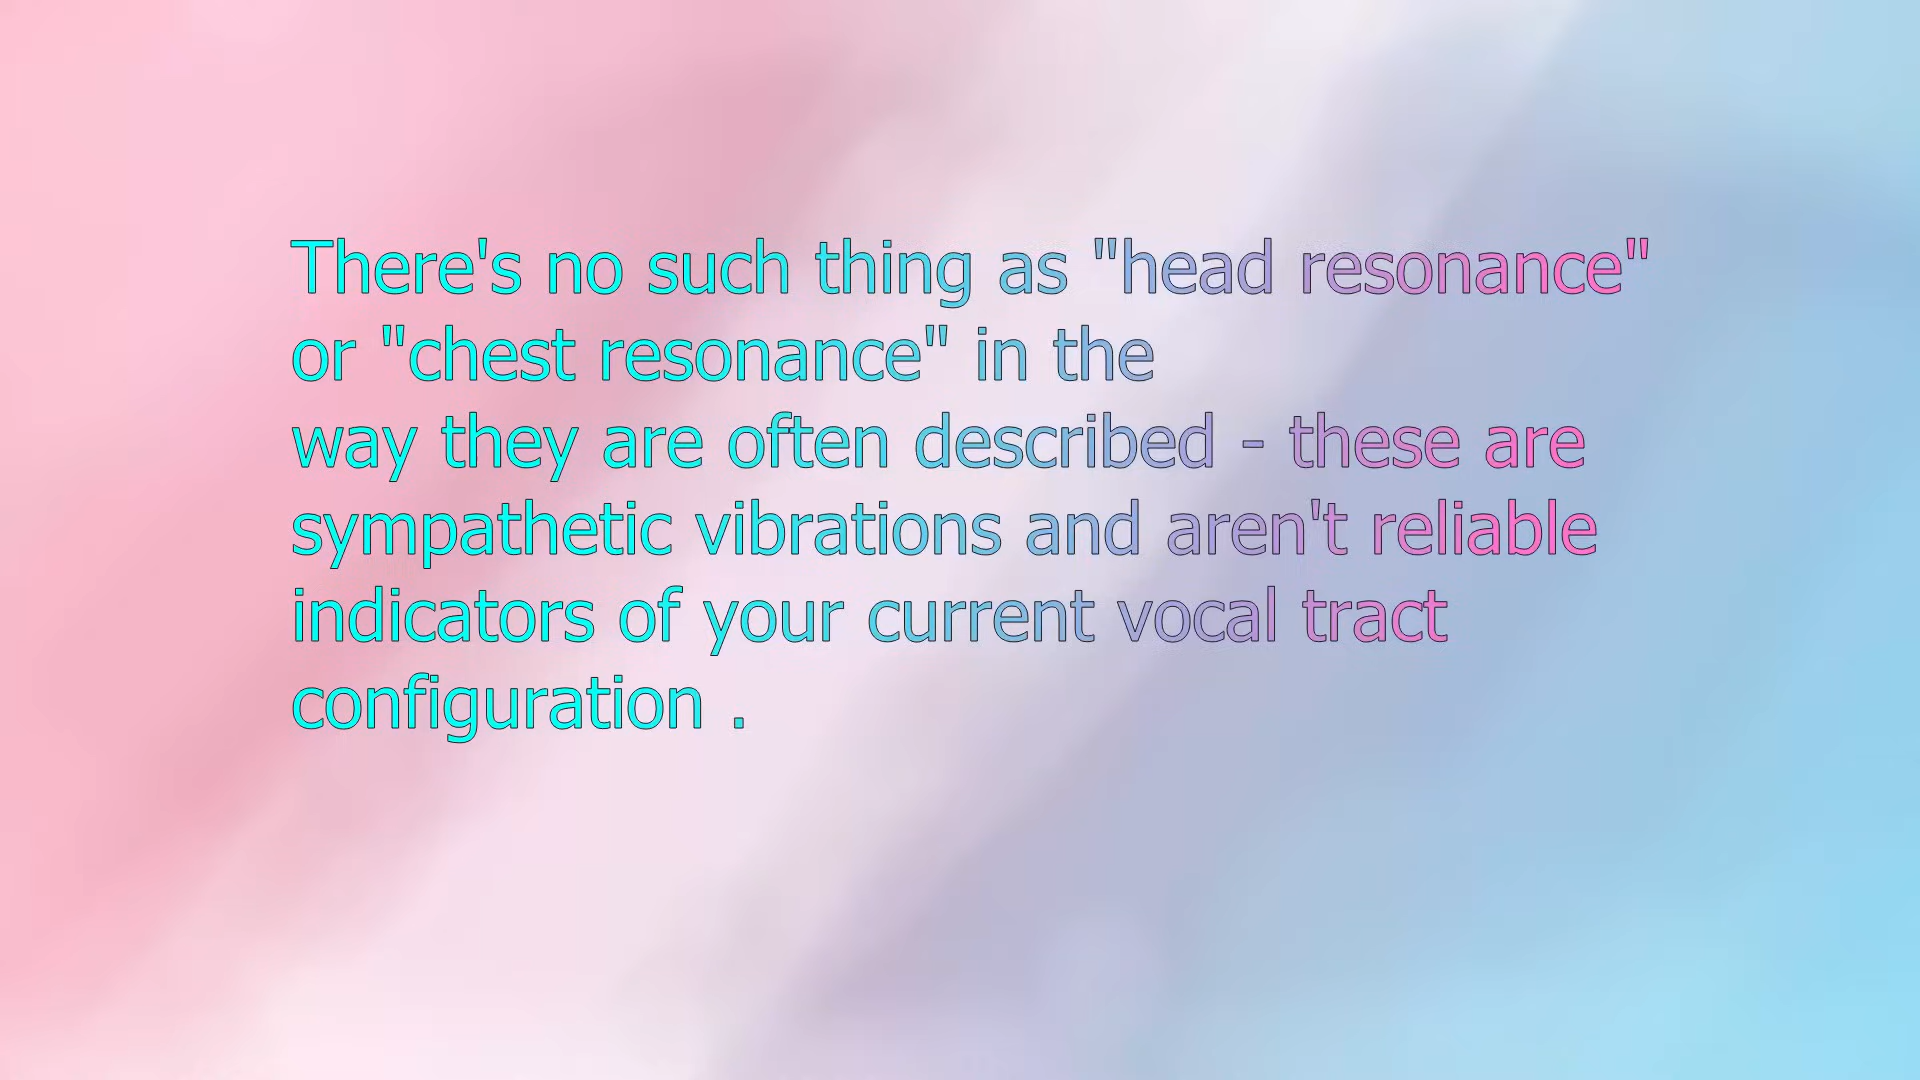 There's no such thing as "head resonance"
or "chest resonance" in the
way they are often described - these are
sympathetic vibrations and aren't reliable
indicators of your current vocal tract
configuration .